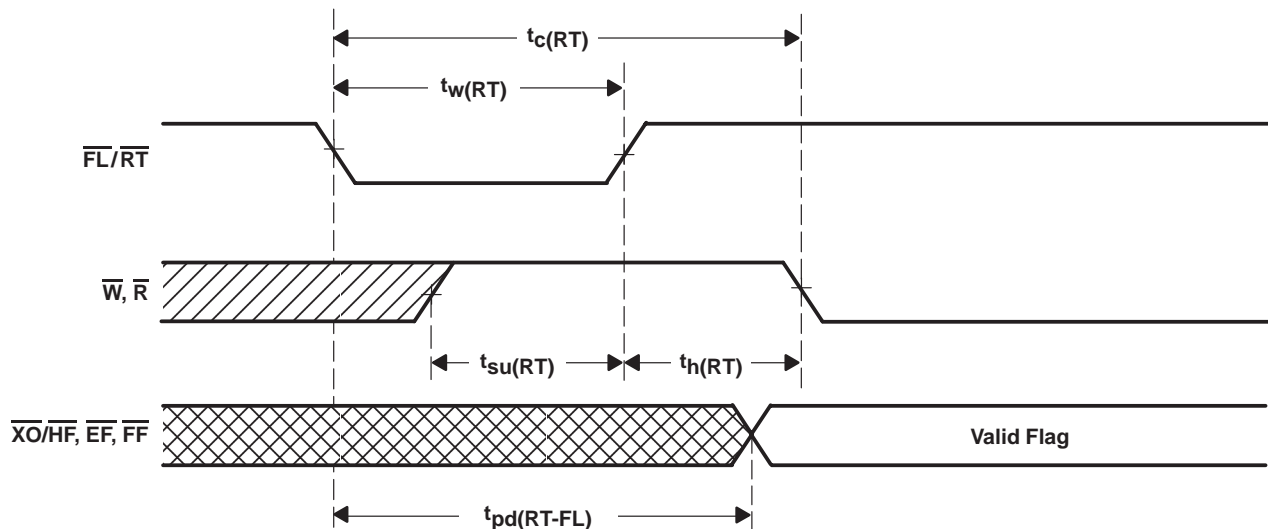 tc(RT)
tw(RT)
FL/RT
W, R
tsu(RT)
th(RT)
XO/HF, EF, FF
Valid Flag
tpd(RT-FL)